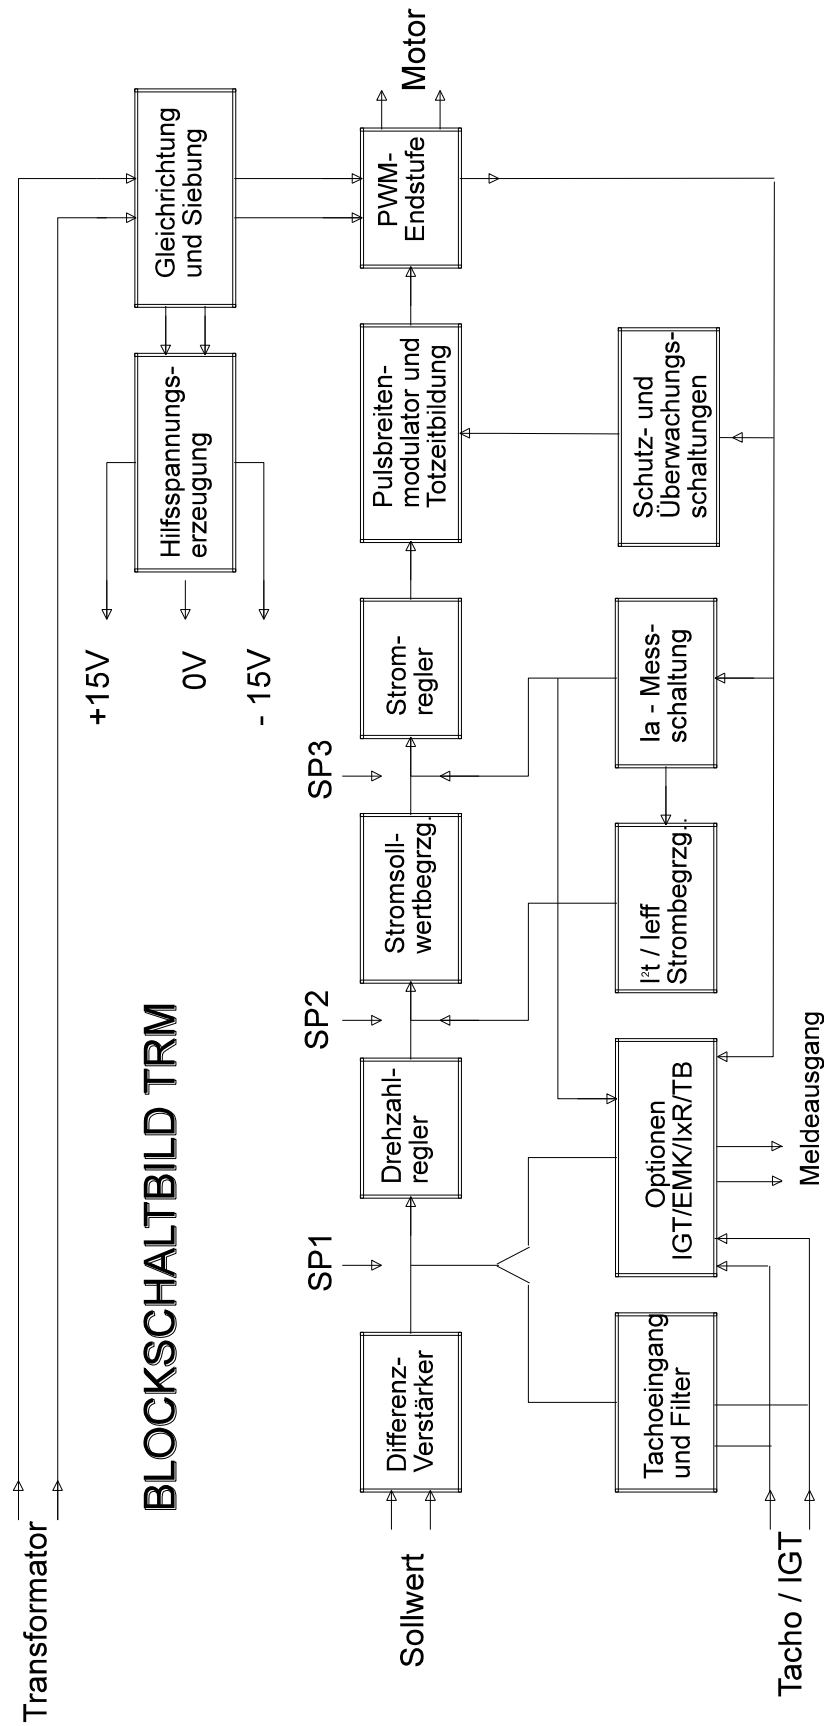 Transformator
Gleichrichtung
und Siebung
Hilfsspannungs-
erzeugung
+15V
0V
- 15V
BLOCKSCHALTBILD TRM
SP1
SP2
SP3
Sollwert
Differenz-
Verstärker
Drehzahl-
regler
Stromsoll-
wertbegrzg.
Strom-
regler
Pulsbreiten-
modulator und
Totzeitbildung
PWM-
Endstufe
Motor
Tachoeingang
und Filter
Optionen
IGT/EMK/IxR/TB
I²t / Ieff
Strombegrzg..
Ia - Mess-
schaltung
Schutz- und
Überwachungs-
schaltungen
Tacho / IGT
Meldeausgang